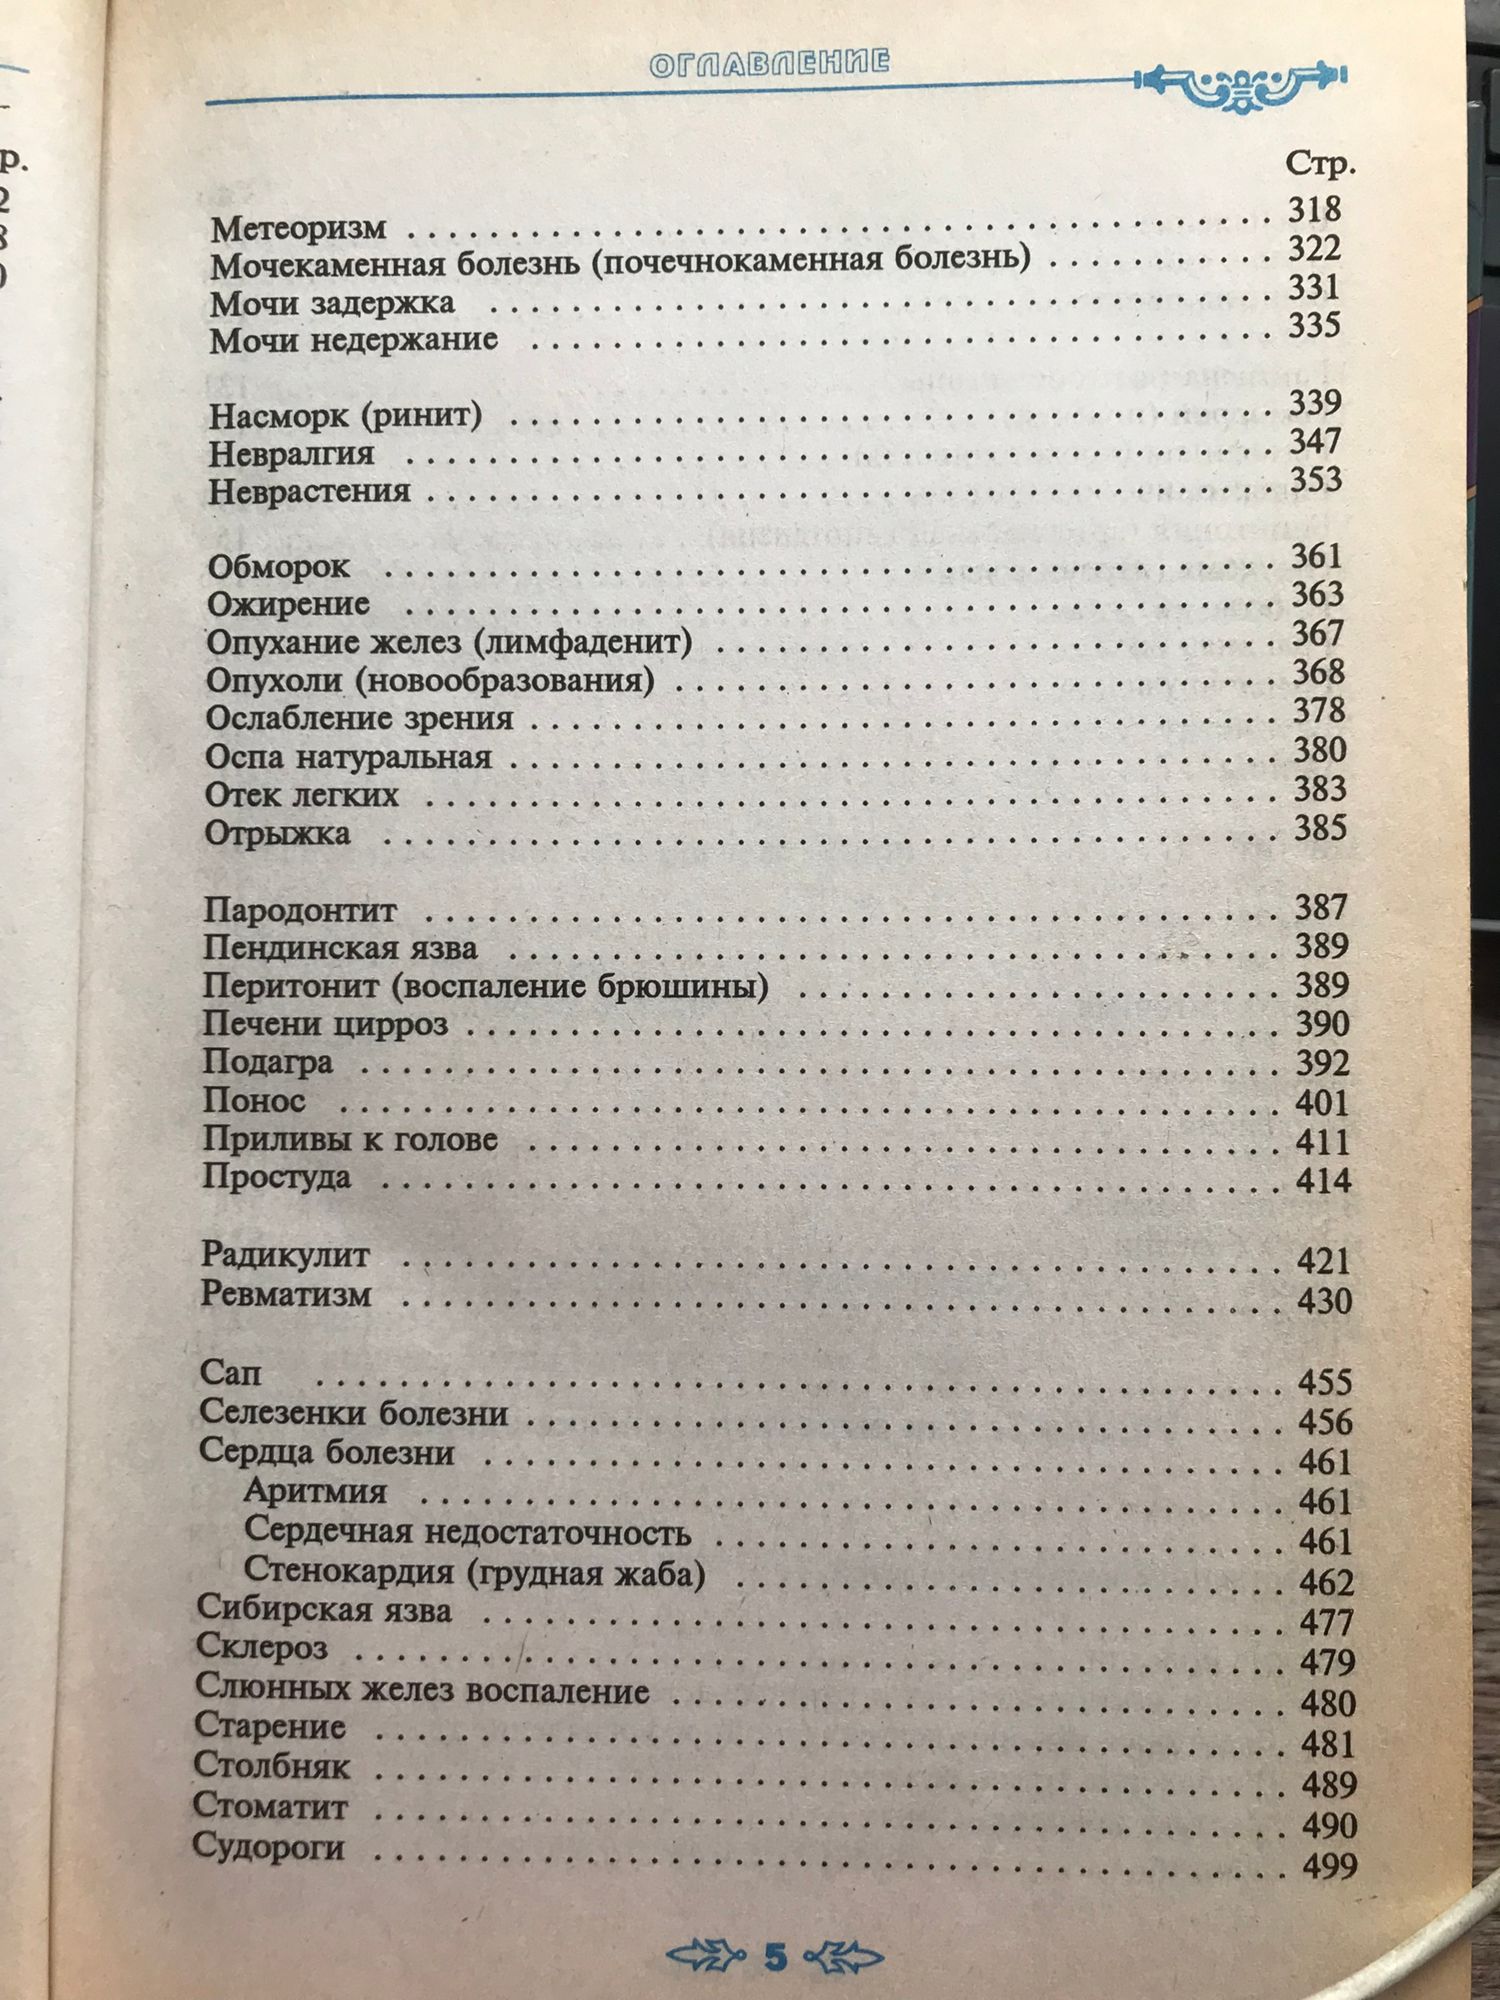 ОГЛАВЛЕНИЕ
Стр.
Метеоризм . . . . . . . . . . 318
Мочекаменная болезнь (почечнокаменная болезнь) . . . . . . . . . . 322
Мочи задержка . . . . . . . . . . 331
Мочи недержание . . . . . . . . . . 335
Насморк (ринит) . . . . . . . . . . 339
Невралгия . . . . . . . . . . 347
Неврастения . . . . . . . . . . 353
Обморок . . . . . . . . . . 361
Ожирение . . . . . . . . . . 363
Опухание желез (лимфаденит) . . . . . . . . . . 367
Опухоли (новообразования) . . . . . . . . . . 368
Ослабление зрения . . . . . . . . . . 378
Оспа натуральная . . . . . . . . . . 380
Отек легких . . . . . . . . . . 383
Отрыжка . . . . . . . . . . 385
Пародонтит . . . . . . . . . . 387
Пендинская язва . . . . . . . . . . 389
Перитонит (воспаление брюшины) . . . . . . . . . . 389
Печени цирроз . . . . . . . . . . 390
Подагра . . . . . . . . . . 392
Понос . . . . . . . . . . 401
Приливы к голове . . . . . . . . . . 411
Простуда . . . . . . . . . . 414
Радикулит . . . . . . . . . . 421
Ревматизм . . . . . . . . . . 430
Сап . . . . . . . . . . 455
Селезенки болезни . . . . . . . . . . 456
Сердца болезни . . . . . . . . . . 461
Аритмия . . . . . . . . . . 461
Сердечная недостаточность . . . . . . . . . . 461
Стенокардия (грудная жаба) . . . . . . . . . . 462
Сибирская язва . . . . . . . . . . 477
Склероз . . . . . . . . . . 479
Слюнных желез воспаление . . . . . . . . . . 480
Старение . . . . . . . . . . 481
Столбняк . . . . . . . . . . 489
Стоматит . . . . . . . . . . 490
Судороги . . . . . . . . . . 499
5